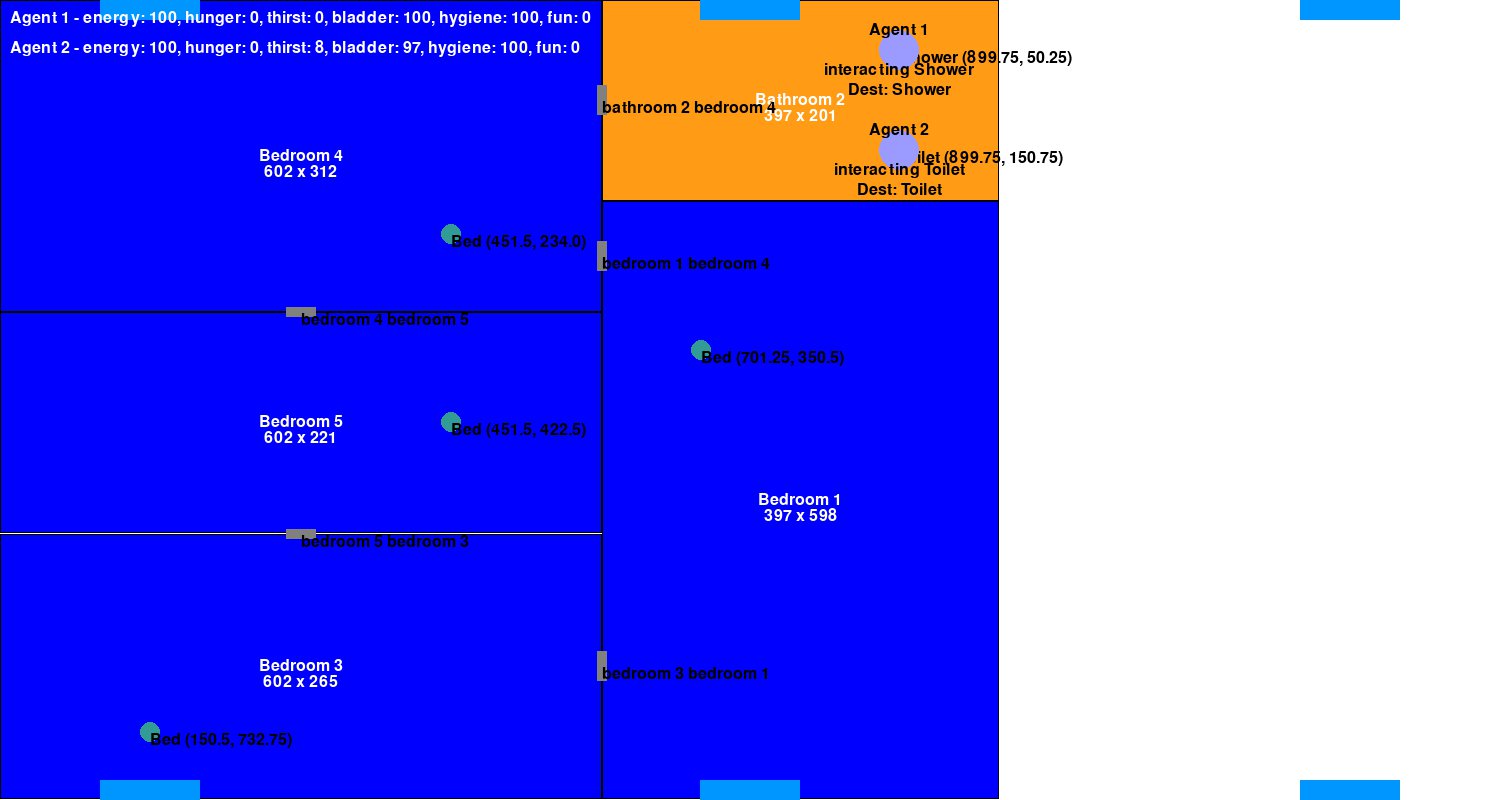 Agent 1 - energy: 100, hunger: 0, thirst: 0, bladder: 100, hygiene: 100, fun: 0
Agent 2 - energy: 100, hunger: 0, thirst: 8, bladder: 97, hygiene: 100, fun: 0
Agent 1
(899.75, 50.25)
interacting Shower
Dest: Shower
Bathroom 2
397 x 201
bathroom 2 bedroom 4
Agent 2
(899.75, 150.75)
interacting Toilet
Dest: Toilet
Bedroom 4
602 x 312
Bed (451.5, 234.0)
bedroom 1 bedroom 4
bedroom 4 bedroom 5
Bed (701.25, 350.5)
Bedroom 5
602 x 221
Bed (451.5, 422.5)
Bedroom 1
397 x 598
bedroom 5 bedroom 3
Bedroom 3
602 x 265
bedroom 3 bedroom 1
Bed (150.5, 732.75)